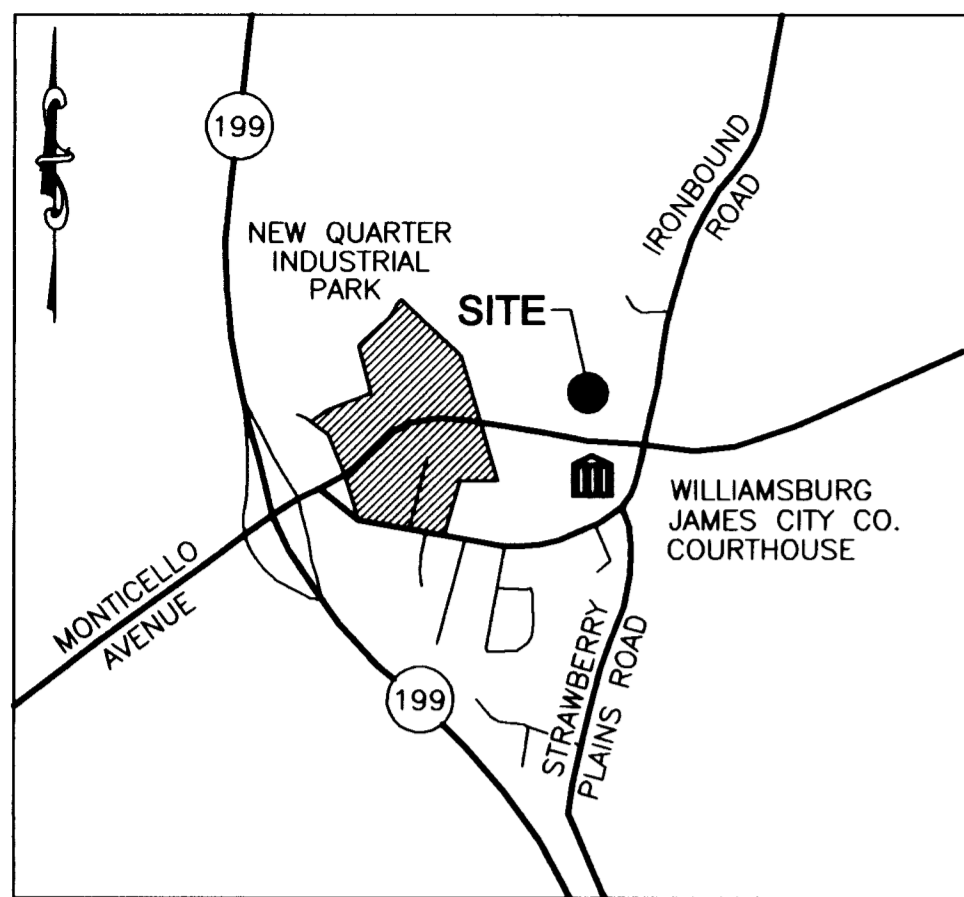 199
NEW QUARTER
INDUSTRIAL
PARK
IRONBOUND
ROAD
SITE
WILLIAMSBURG
JAMES CITY CO.
COURTHOUSE
MONTICELLO
AVENUE
STRAWBERRY
PLAINS ROAD
199